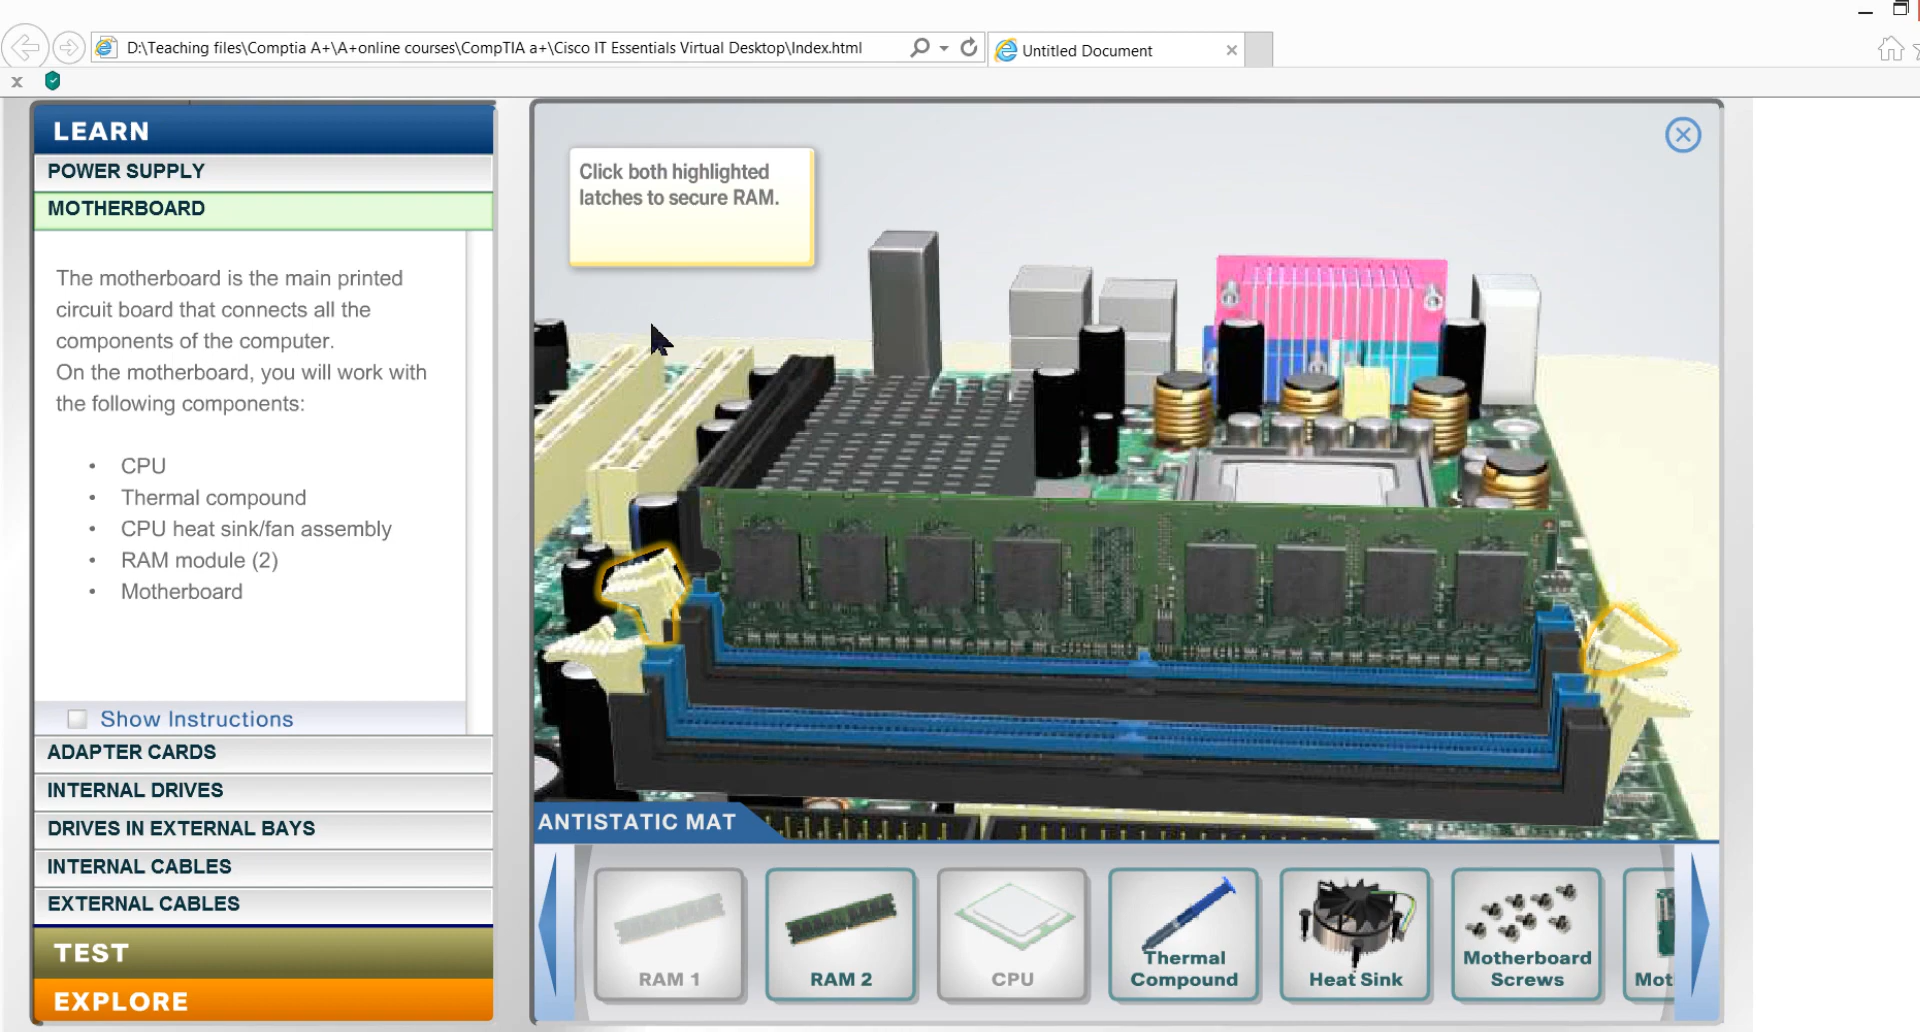 D:\Teaching files\Comptia A+\A+online courses\CompTIA a+\Cisco IT Essentials Virtual Desktop\Index.html
Untitled Document
LEARN
POWER SUPPLY
MOTHERBOARD
The motherboard is the main printed
circuit board that connects all the
components of the computer.
On the motherboard, you will work with
the following components:
• CPU
• Thermal compound
• CPU heat sink/fan assembly
• RAM module (2)
• Motherboard
Show Instructions
ADAPTER CARDS
INTERNAL DRIVES
DRIVES IN EXTERNAL BAYS
INTERNAL CABLES
EXTERNAL CABLES
TEST
EXPLORE
Click both highlighted
latches to secure RAM.
ANTISTATIC MAT
RAM 1
RAM 2
CPU
Thermal
Compound
Heat Sink
Motherboard
Screws
Mot